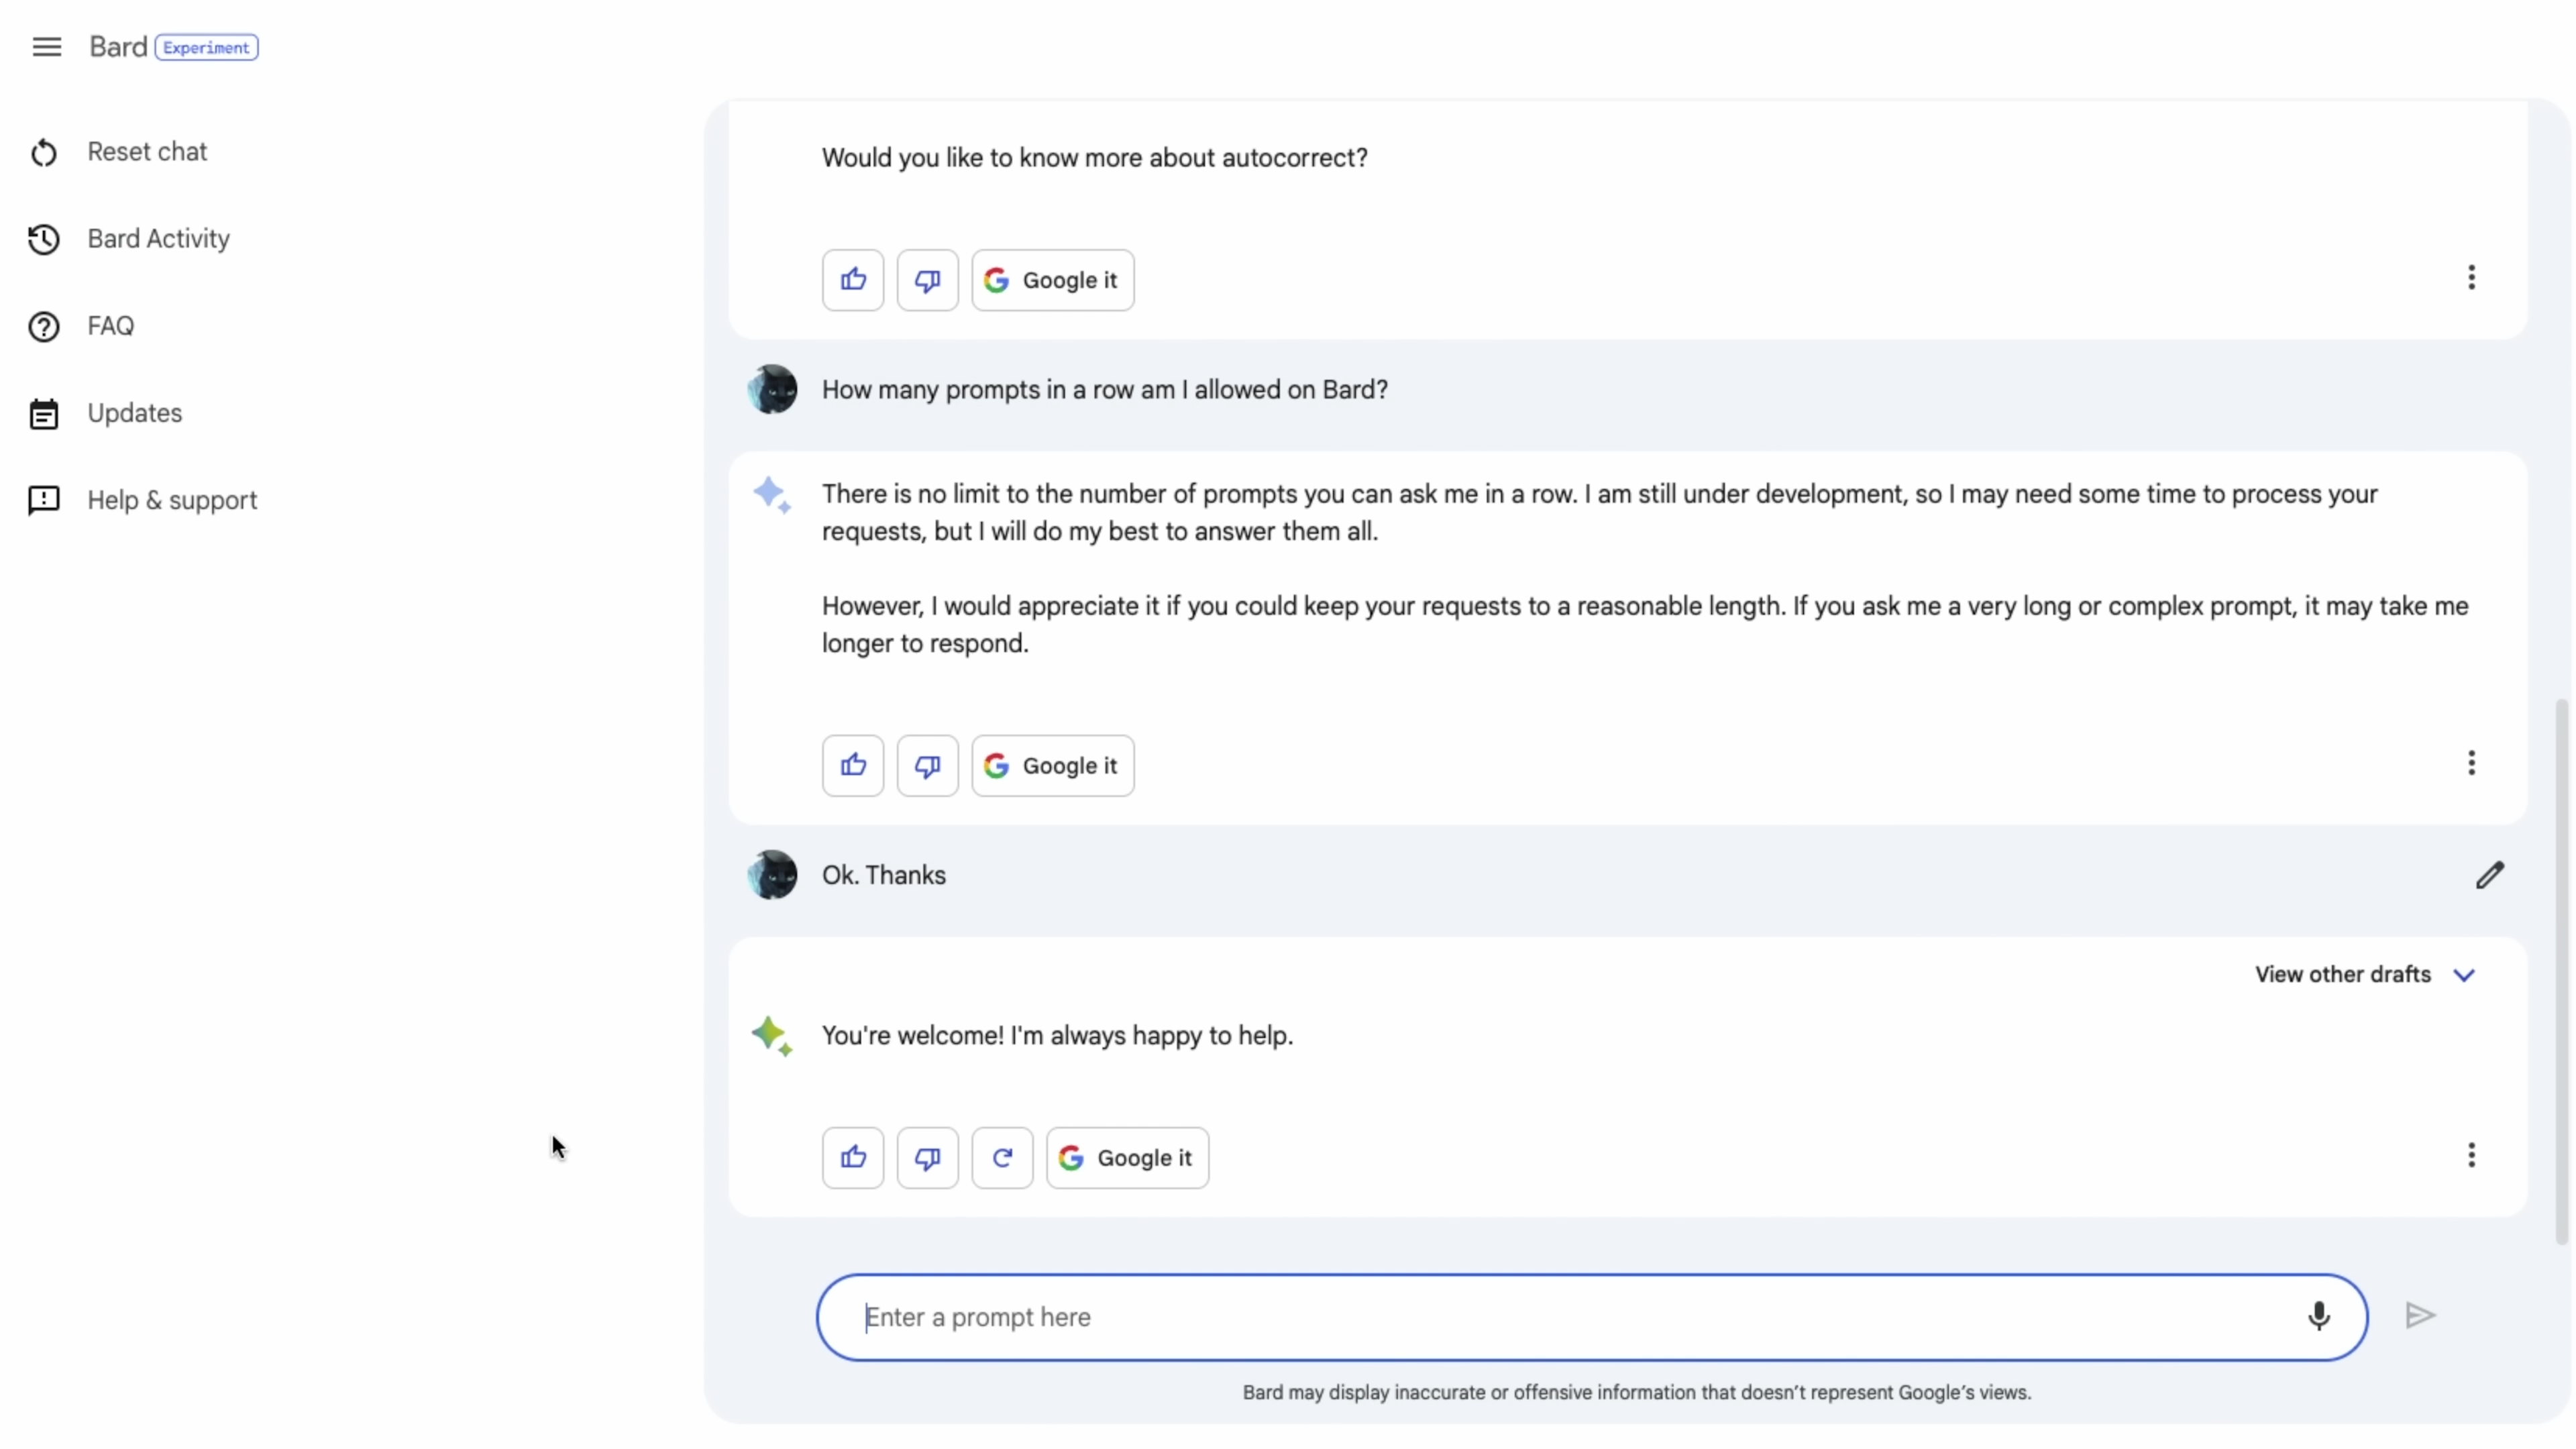 Bard Experiment
Reset chat
Bard Activity
FAQ
Updates
Help & support
Would you like to know more about autocorrect?
Google it
How many prompts in a row am I allowed on Bard?
There is no limit to the number of prompts you can ask me in a row. I am still under development, so I may need some time to process your
requests, but I will do my best to answer them all.
However, I would appreciate it if you could keep your requests to a reasonable length. If you ask me a very long or complex prompt, it may take me
longer to respond.
Google it
Ok. Thanks
View other drafts
You're welcome! I'm always happy to help.
Google it
Enter a prompt here
Bard may display inaccurate or offensive information that doesn’t represent Google’s views.